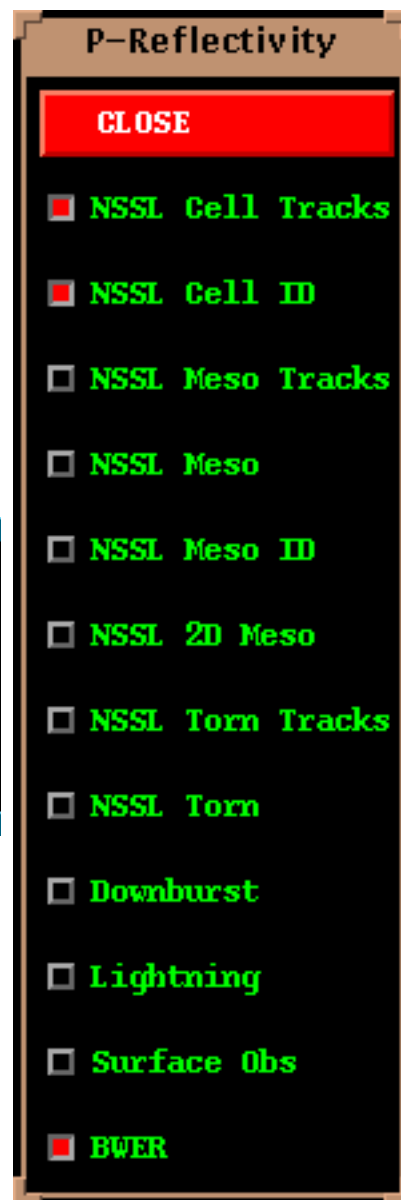 P-Reflectivity
CLOSE
NSSL Cell Tracks
NSSL Cell ID
NSSL Meso Tracks
NSSL Meso
NSSL Meso ID
NSSL 2D Meso
NSSL Torn Tracks
NSSL Torn
Downburst
Lightning
Surface Obs
BWER